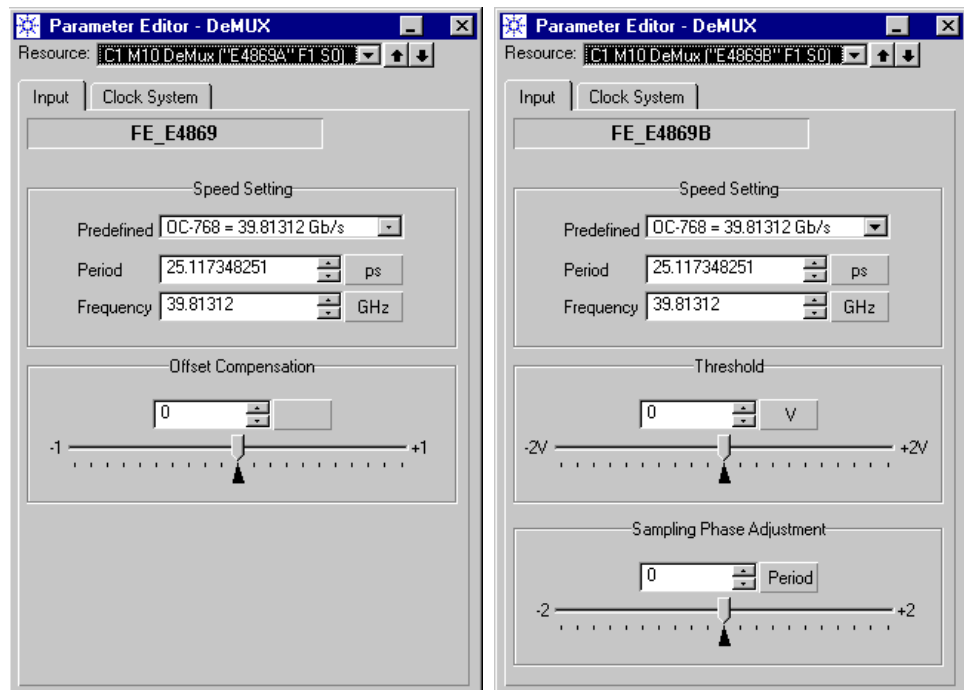 Parameter Editor - DeMUX
Resource: C1 M10 DeMux ("E4869A" F1 S0)
Input Clock System
FE_E4869
Speed Setting
Predefined OC-768 = 39.81312 Gb/s
Period 25.117348251 ps
Frequency 39.81312 GHz
Offset Compensation
0
-1 +1
Parameter Editor - DeMUX
Resource: C1 M10 DeMux ("E4869B" F1 S0)
Input Clock System
FE_E4869B
Speed Setting
Predefined OC-768 = 39.81312 Gb/s
Period 25.117348251 ps
Frequency 39.81312 GHz
Threshold
0 V
-2V +2V
Sampling Phase Adjustment
0 Period
-2 +2